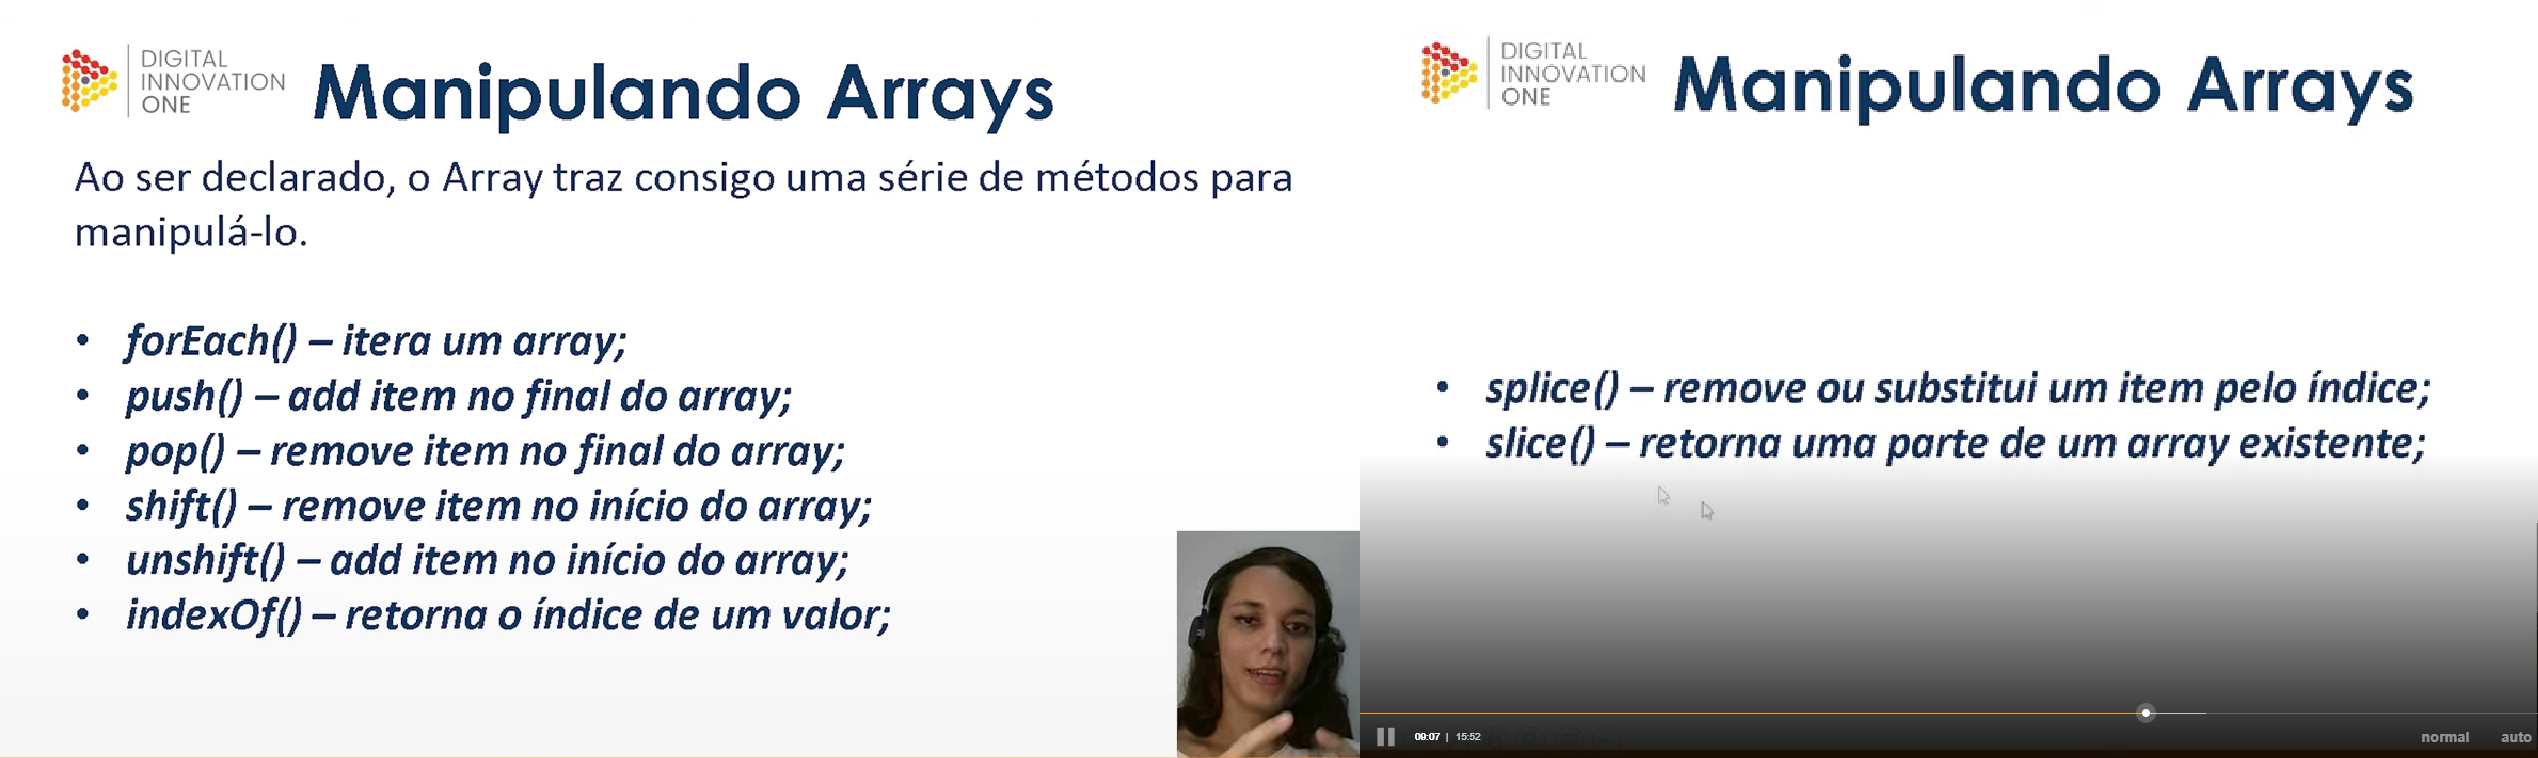 DIGITAL
INNOVATION
ONE
Manipulando Arrays
Ao ser declarado, o Array traz consigo uma série de métodos para
manipulá-lo.
• forEach() – itera um array;
• push() – add item no final do array;
• pop() – remove item no final do array;
• shift() – remove item no início do array;
• unshift() – add item no início do array;
• indexOf() – retorna o índice de um valor;
DIGITAL
INNOVATION
ONE
Manipulando Arrays
• splice() – remove ou substitui um item pelo índice;
• slice() – retorna uma parte de um array existente;
09:07 | 15:52
normal auto